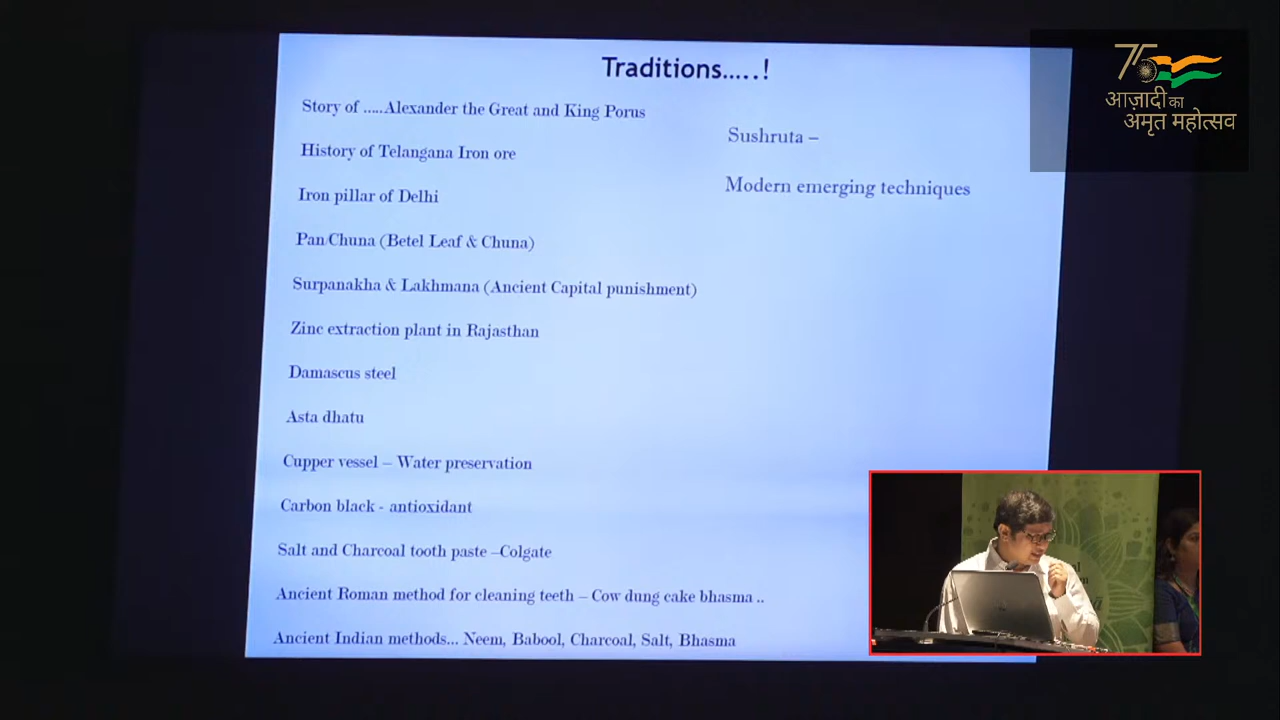 Traditions.....!
Story of .....Alexander the Great and King Porus
History of Telangana Iron ore
Iron pillar of Delhi
Pan Chuna (Betel Leaf & Chuna)
Surpanakha & Lakhmana (Ancient Capital punishment)
Zinc extraction plant in Rajasthan
Damascus steel
Asta dhatu
Cupper vessel – Water preservation
Carbon black - antioxidant
Salt and Charcoal tooth paste –Colgate
Ancient Roman method for cleaning teeth – Cow dung cake bhasma ..
Ancient Indian methods... Neem, Babool, Charcoal, Salt, Bhasma
Sushruta –
Modern emerging techniques
75
आज़ादी का
अमृत महोत्सव